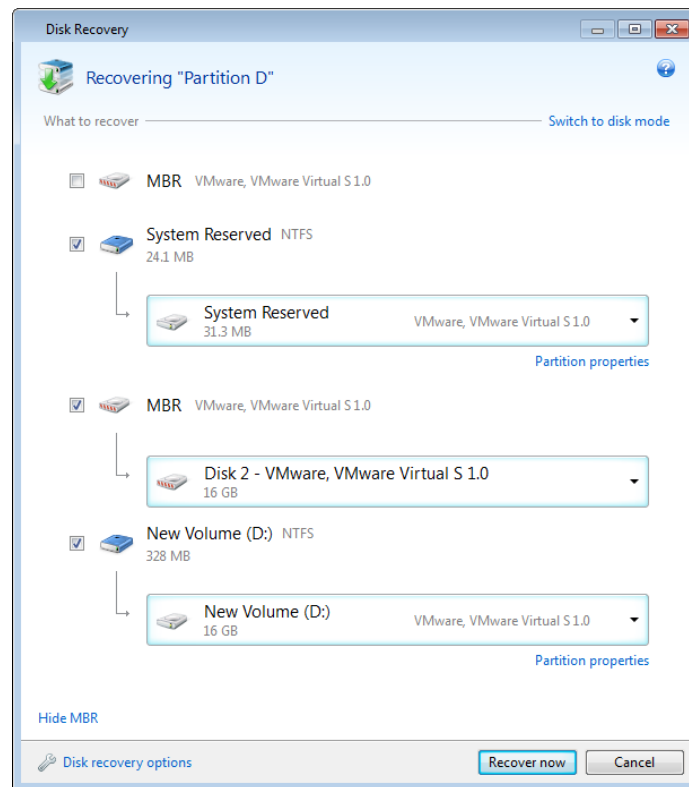 Disk Recovery
Recovering "Partition D"
What to recover Switch to disk mode
MBR VMware, VMware Virtual S 1.0
System Reserved NTFS
24.1 MB
System Reserved VMware, VMware Virtual S 1.0
31.3 MB
Partition properties
MBR VMware, VMware Virtual S 1.0
Disk 2 - VMware, VMware Virtual S 1.0
16 GB
New Volume (D:) NTFS
328 MB
New Volume (D:) VMware, VMware Virtual S 1.0
16 GB
Partition properties
Hide MBR
Disk recovery options Recover now Cancel